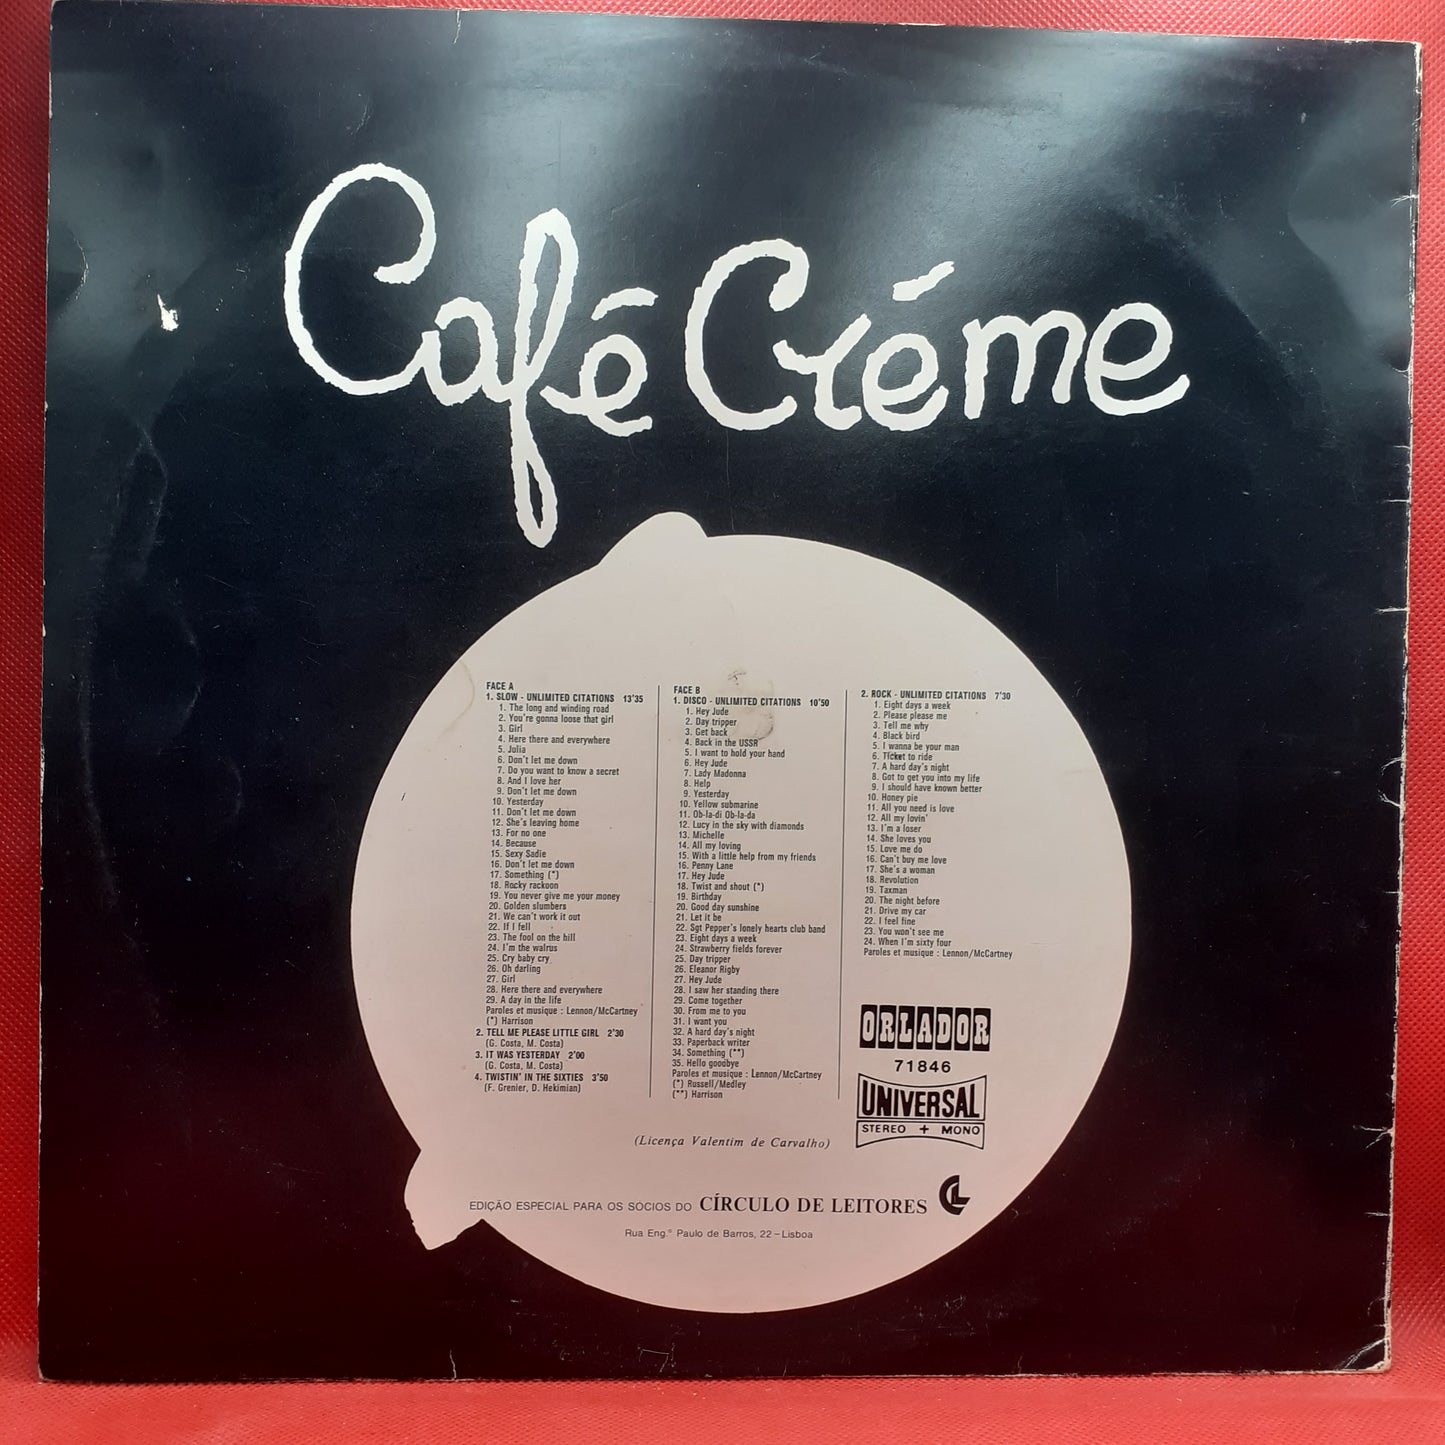 Café Créme
FACE A
1. SLOW - UNLIMITED CITATIONS 13'35
1. The long and winding road
2. You're gonna loose that girl
3. Girl
4. Here there and everywhere
5. Julia
6. Don't let me down
7. Do you want to know a secret
8. And I love her
9. Don't let me down
10. Yesterday
11. Don't let me down
12. She's leaving home
13. For no one
14. Because
15. Sexy Sadie
16. Don't let me down
17. Something (*)
18. Rocky rackoon
19. You never give me your money
20. Golden slumbers
21. We can't work it out
22. If I fell
23. The fool on the hill
24. I'm the walrus
25. Cry baby cry
26. Oh darling
27. Girl
28. Here there and everywhere
29. A day in the life
Paroles et musique : Lennon/McCartney
(*) Harrison
2. TELL ME PLEASE LITTLE GIRL 2'30
(G. Costa, M. Costa)
3. IT WAS YESTERDAY 2'00
(G. Costa, M. Costa)
4. TWISTIN' IN THE SIXTIES 3'50
(F. Grenier, D. Hekimian)
FACE B
1. DISCO - UNLIMITED CITATIONS 10'50
1. Hey Jude
2. Day tripper
3. Get back
4. Back in the USSR
5. I want to hold your hand
6. Hey Jude
7. Lady Madonna
8. Help
9. Yesterday
10. Yellow submarine
11. Ob-la-di Ob-la-da
12. Lucy in the sky with diamonds
13. Michelle
14. All my loving
15. With a little help from my friends
16. Penny Lane
17. Hey Jude
18. Twist and shout (*)
19. Birthday
20. Good day sunshine
21. Let it be
22. Sgt Pepper's lonely hearts club band
23. Eight days a week
24. Strawberry fields forever
25. Day tripper
26. Eleanor Rigby
27. Hey Jude
28. I saw her standing there
29. Come together
30. From me to you
31. I want you
32. A hard day's night
33. Paperback writer
34. Something (**)
35. Hello goodbye
Paroles et musique : Lennon/McCartney
(*) Russell/Medley
(**) Harrison
2. ROCK - UNLIMITED CITATIONS 7'30
1. Eight days a week
2. Please please me
3. Tell me why
4. Black bird
5. I wanna be your man
6. Ticket to ride
7. A hard day's night
8. Got to get you into my life
9. I should have known better
10. Honey pie
11. All you need is love
12. All my lovin'
13. I'm a loser
14. She loves you
15. Love me do
16. Can't buy me love
17. She's a woman
18. Revolution
19. Taxman
20. The night before
21. Drive my car
22. I feel fine
23. You won't see me
24. When I'm sixty four
Paroles et musique : Lennon/McCartney
ORLADOR
71846
UNIVERSAL
STEREO + MONO
(Licença Valentim de Carvalho)
EDIÇÃO ESPECIAL PARA OS SOCIOS DO CÍRCULO DE LEITORES CL
Rua Eng.º Paulo de Barros, 22 – Lisboa